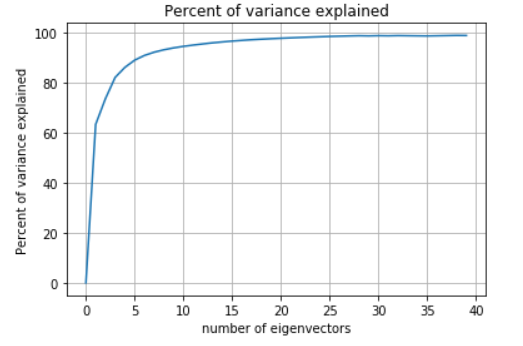 Percent of variance explained
100
80
60
40
20
0
Percent of variance explained
0 5 10 15 20 25 30 35 40
number of eigenvectors